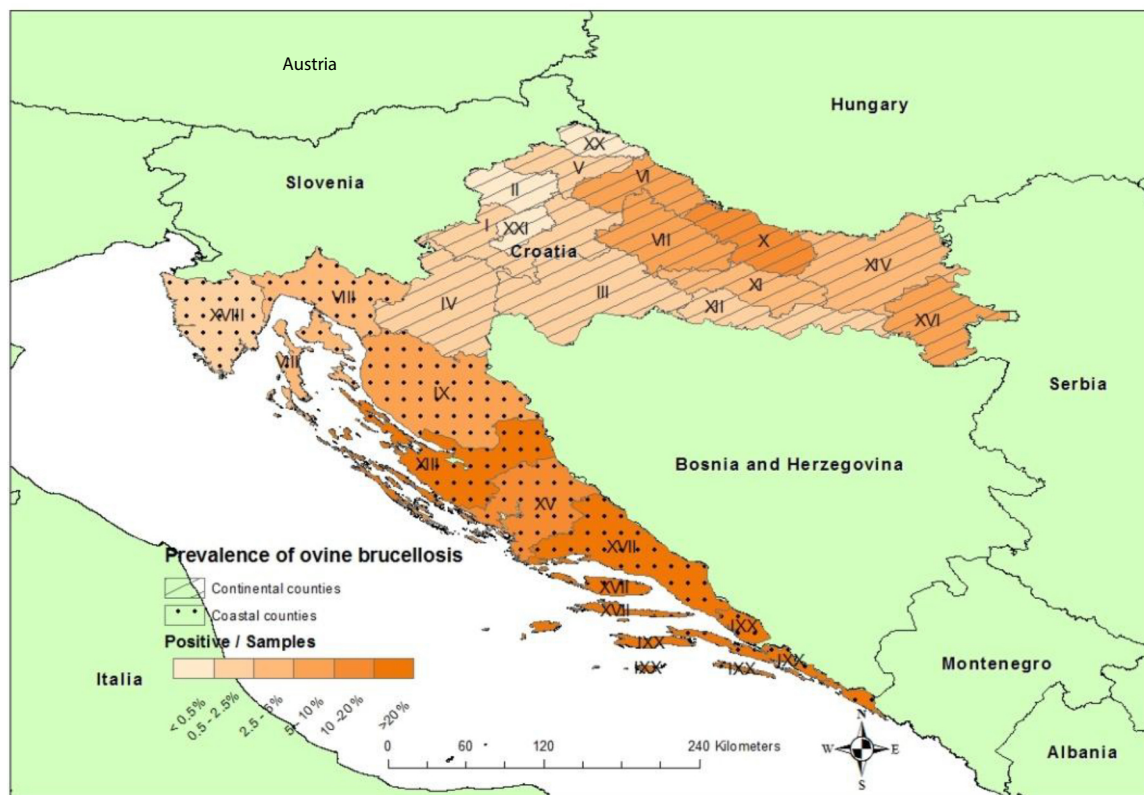 Austria
Hungary
Slovenia
XX
V
II
VI
I
XXI
Croatia
VII
X
XIV
XI
IV
III
XII
XVI
XVIII
VIII
VIII
Serbia
IX
Bosnia and Herzegovina
XIII
XV
XVII
XVII
XVII
IXX
IXX
IXX
IXX
IXX
Prevalence of ovine brucellosis
Continental counties
Coastal counties
Positive / Samples
< 0.5%
0.5 - 2.5%
2.5 - 5%
5 - 10%
10 -20%
>20%
Italia
Montenegro
Albania
0 60 120 240 Kilometers
N
W E
S